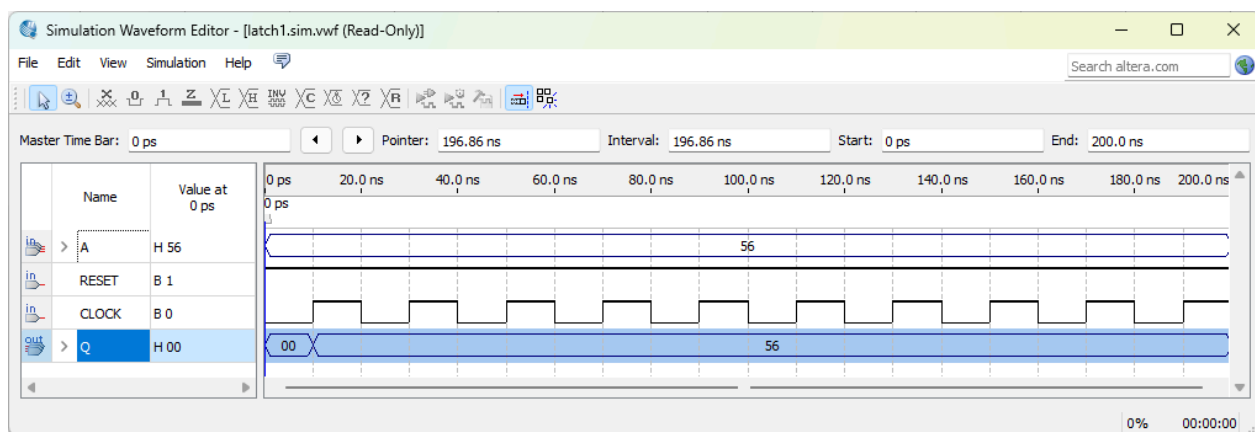 Simulation Waveform Editor - [latch1.sim.vwf (Read-Only)]
File Edit View Simulation Help
Search altera.com
Master Time Bar: 0 ps Pointer: 196.86 ns Interval: 196.86 ns Start: 0 ps End: 200.0 ns
Name Value at 0 ps
0 ps 20.0 ns 40.0 ns 60.0 ns 80.0 ns 100.0 ns 120.0 ns 140.0 ns 160.0 ns 180.0 ns 200.0 ns
0 ps
in A H 56 56
in RESET B 1
in CLOCK B 0
out Q H 00 00 56
0% 00:00:00